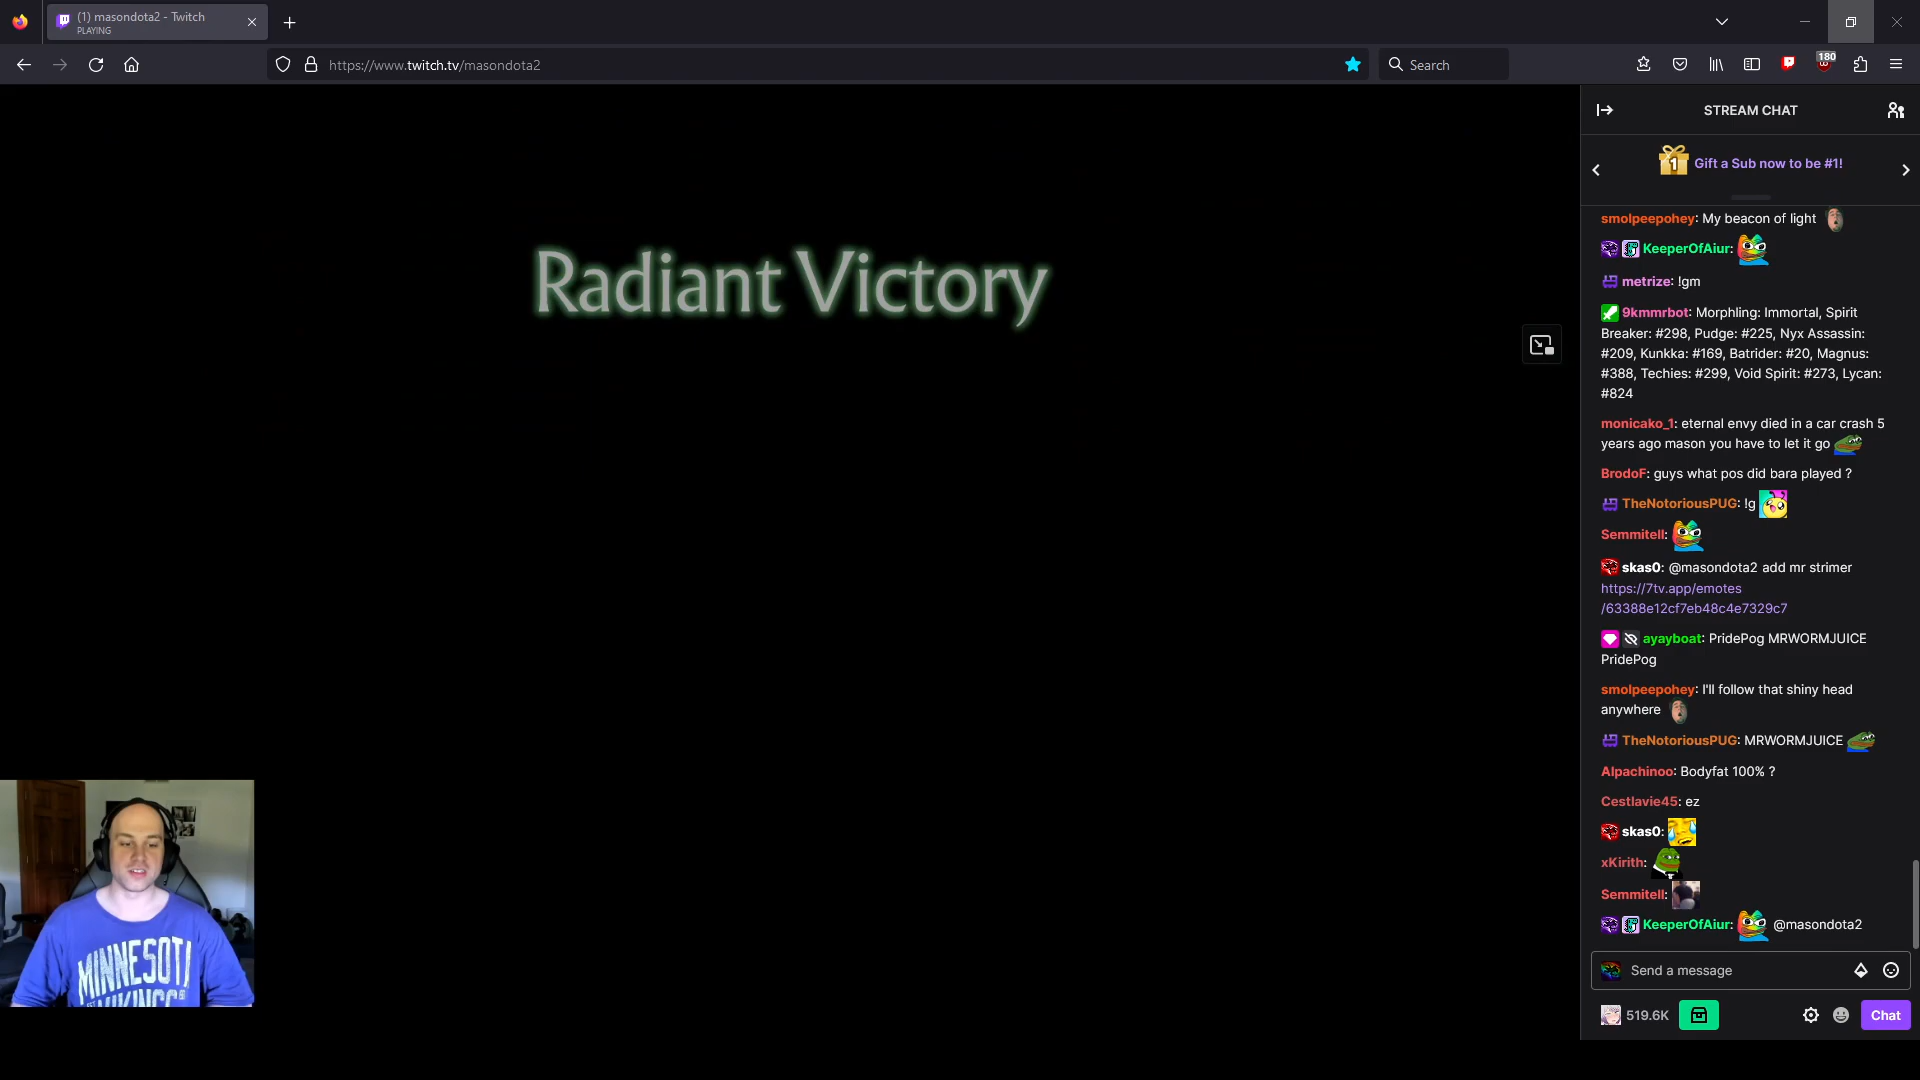 (1) masondota2 - Twitch
PLAYING
https://www.twitch.tv/masondota2
Search
180
Radiant Victory
STREAM CHAT
1
Gift a Sub now to be #1!
smolpeepohey: My beacon of light
KeeperOfAiur:
metrize: !gm
9kmmrbot: Morphling: Immortal, Spirit
Breaker: #298, Pudge: #225, Nyx Assassin:
#209, Kunkka: #169, Batrider: #20, Magnus:
#388, Techies: #299, Void Spirit: #273, Lycan:
#824
monicako_1: eternal envy died in a car crash 5
years ago mason you have to let it go
BrodoF: guys what pos did bara played ?
TheNotoriousPUG: !g
Semmitell:
skas0: @masondota2 add mr strimer
https://7tv.app/emotes
/63388e12cf7eb48c4e7329c7
ayayboat: PridePog MRWORMJUICE
PridePog
smolpeepohey: I'll follow that shiny head
anywhere
TheNotoriousPUG: MRWORMJUICE
Alpachinoo: Bodyfat 100% ?
Cestlavie45: ez
skas0:
xKirith:
Semmitell:
KeeperOfAiur: @masondota2
Send a message
519.6K
Chat
MINNESOT